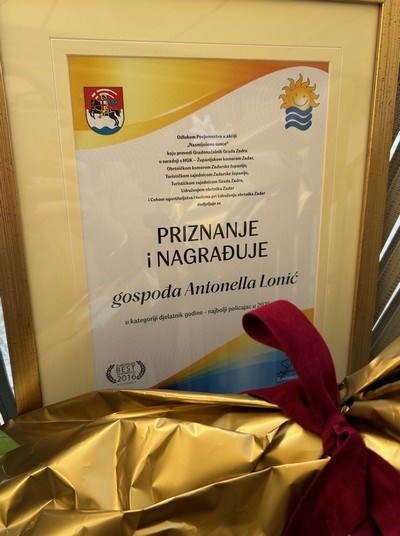 Odlukom Povjerenstva u akciji
„Nasmiješeno sunce"
koju provodi Gradonačelnik Grada Zadra
u suradnji s HGK – Županijskom komorom Zadar,
Obrtničkom komorom Zadarske županije,
Turističkom zajednicom Zadarske županije,
Turističkom zajednicom Grada Zadra,
Udruženjem obrtnika Zadar
i Cehom ugostiteljstva i turizma pri Udruženju obrtnika Zadar
dodjeljuje se
PRIZNANJE
i NAGRAĐUJE
gospođa Antonella Lonić
u kategoriji djelatnik godine - najbolji policajac u
BEST
2016